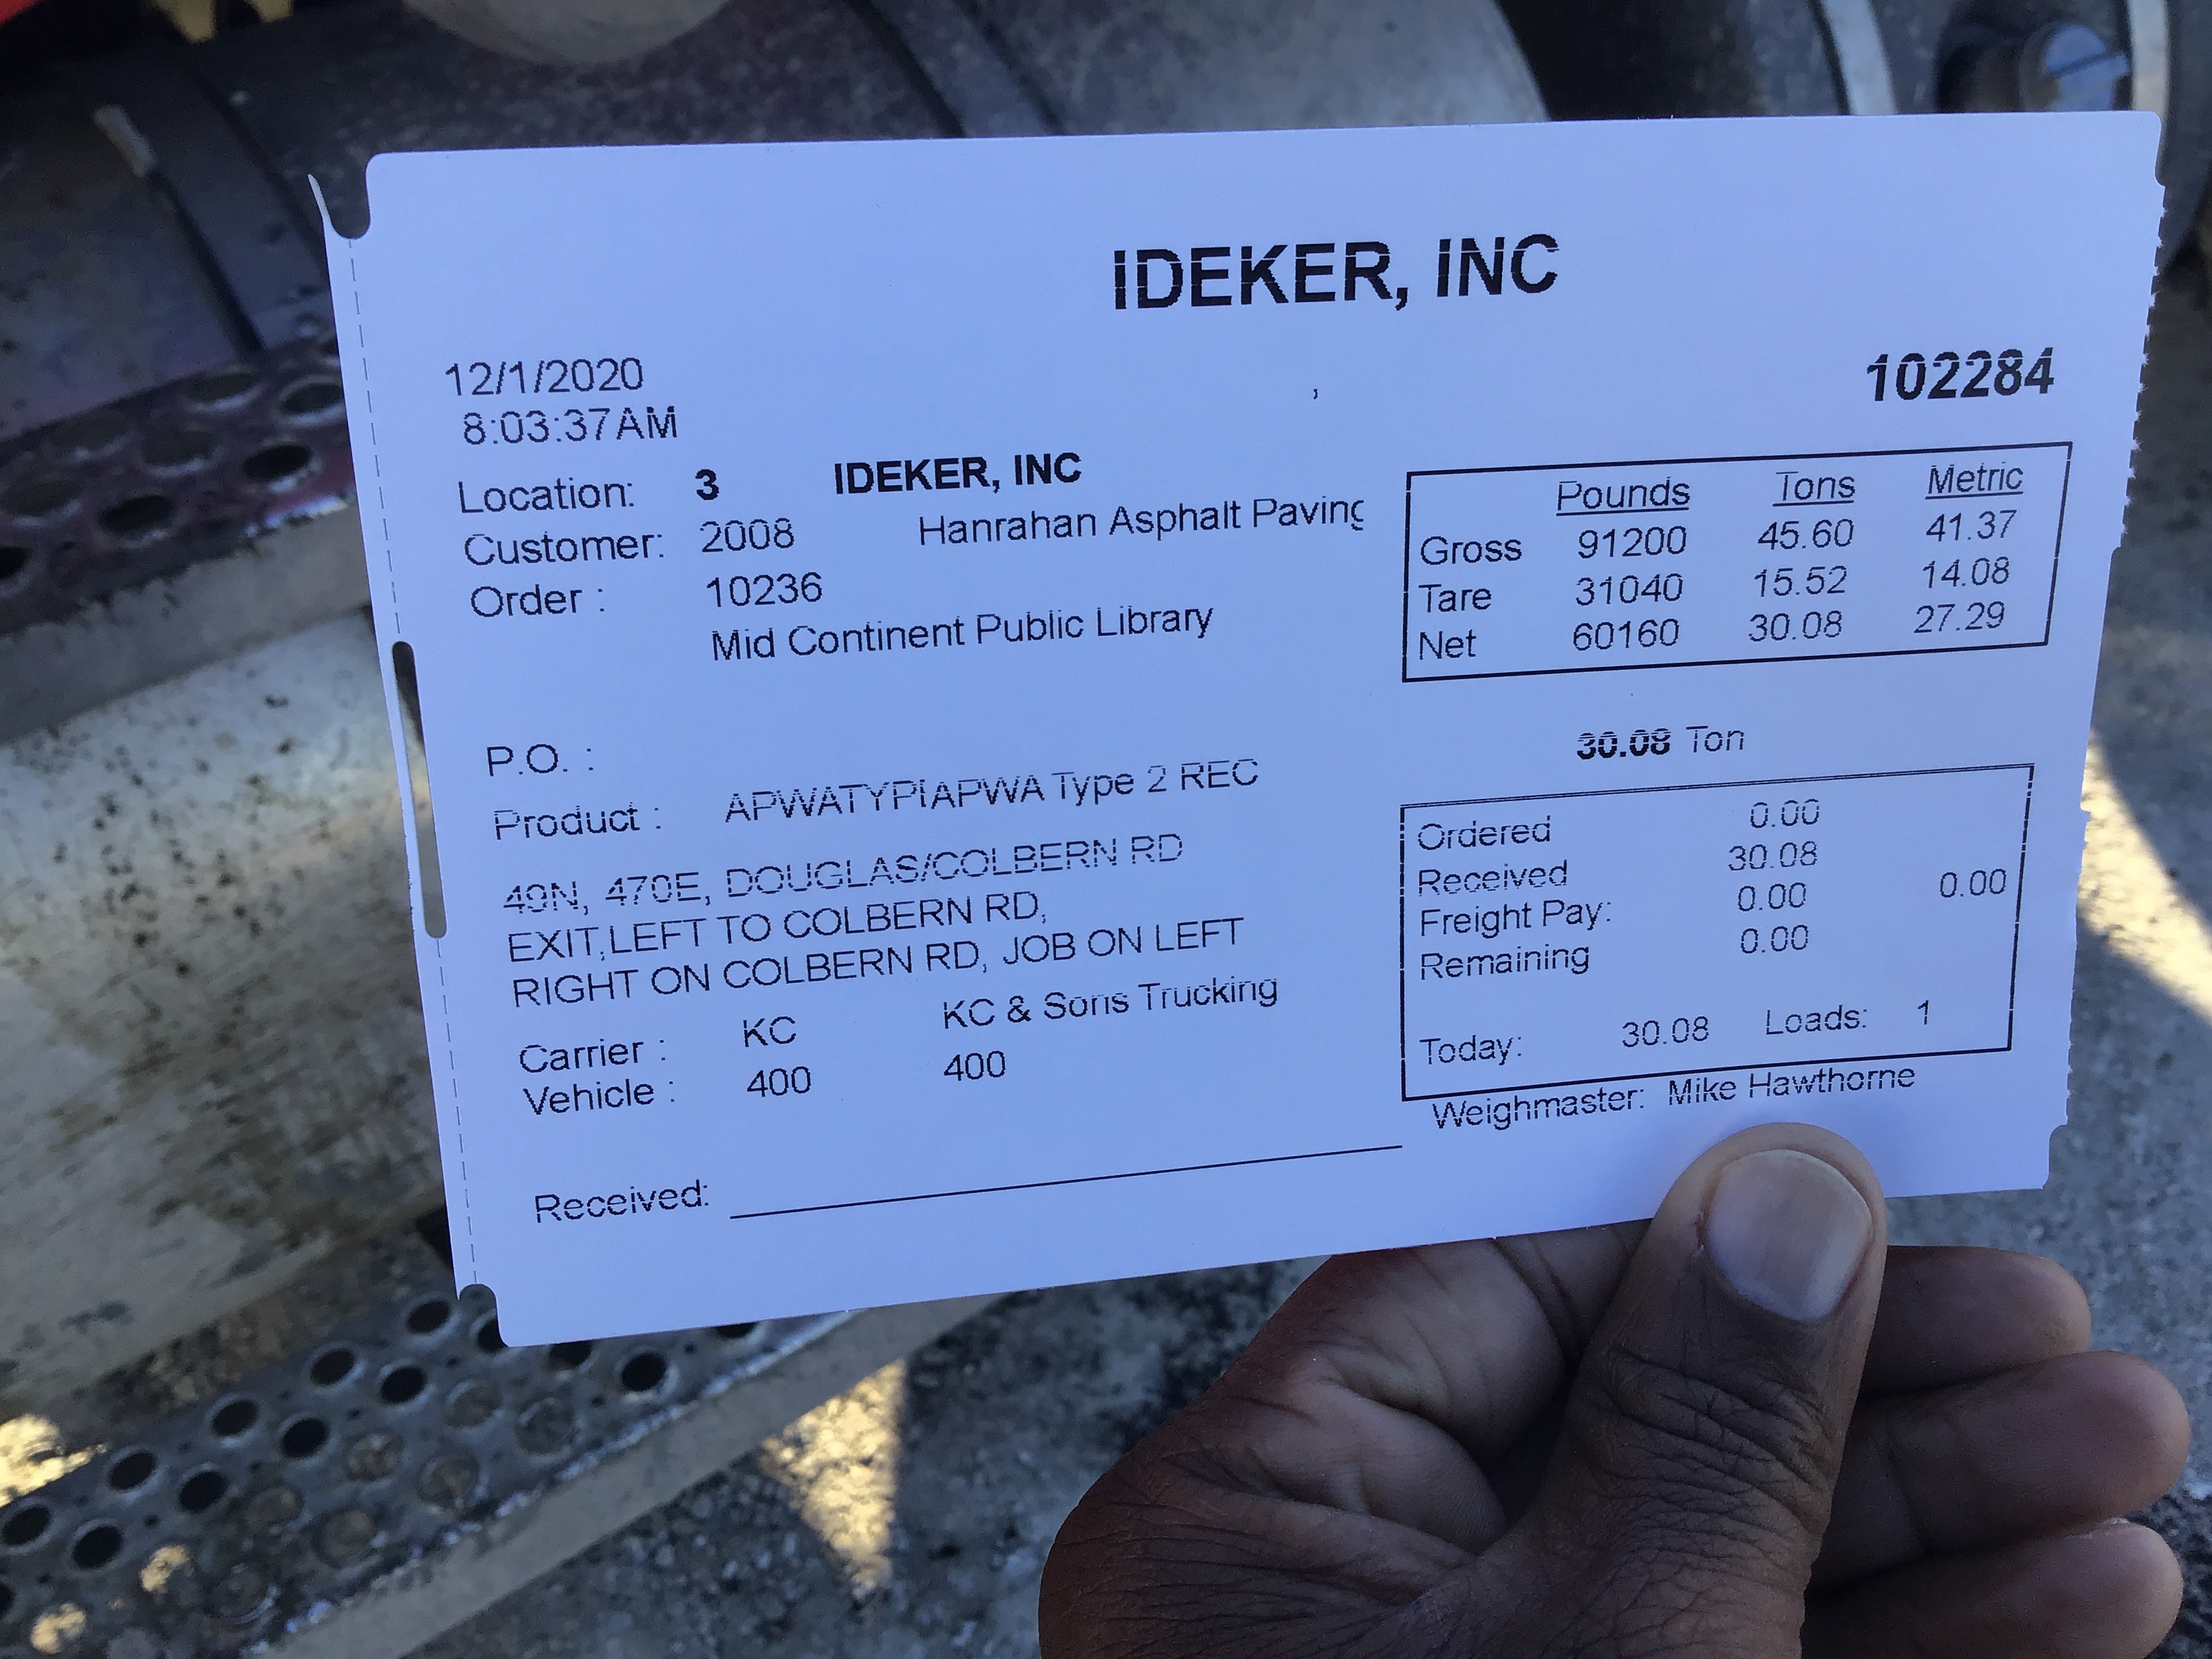 IDEKER, INC
12/1/2020
8:03:37AM
,
102284
Location: 3 IDEKER, INC
Customer: 2008 Hanrahan Asphalt Paving
Order : 10236
Mid Continent Public Library
Pounds Tons Metric
Gross 91200 45.60 41.37
Tare 31040 15.52 14.08
Net 60160 30.08 27.29
30.08 Ton
P.O. :
Product : APWATYPIAPWA Type 2 REC
49N, 470E, DOUGLAS/COLBERN RD
EXIT,LEFT TO COLBERN RD,
RIGHT ON COLBERN RD, JOB ON LEFT
Carrier : KC KC & Sons Trucking
Vehicle : 400 400
Ordered 0.00
Received 30.08
Freight Pay: 0.00 0.00
Remaining 0.00
Today: 30.08 Loads: 1
Weighmaster: Mike Hawthorne
Received: